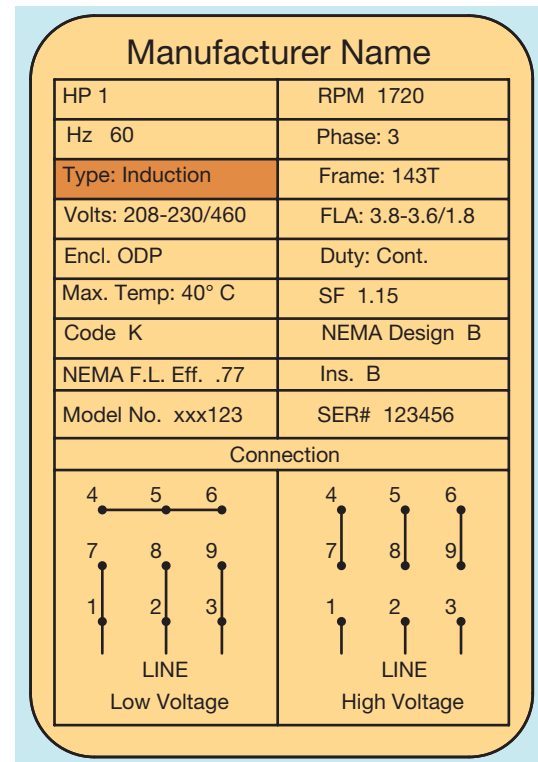 Manufacturer Name
HP 1 RPM 1720
Hz 60 Phase: 3
Type: Induction Frame: 143T
Volts: 208-230/460 FLA: 3.8-3.6/1.8
Encl. ODP Duty: Cont.
Max. Temp: 40° C SF 1.15
Code K NEMA Design B
NEMA F.L. Eff. .77 Ins. B
Model No. xxx123 SER# 123456
Connection
4 5 6 4 5 6
7 8 9 7 8 9
1 2 3 1 2 3
LINE LINE
Low Voltage High Voltage